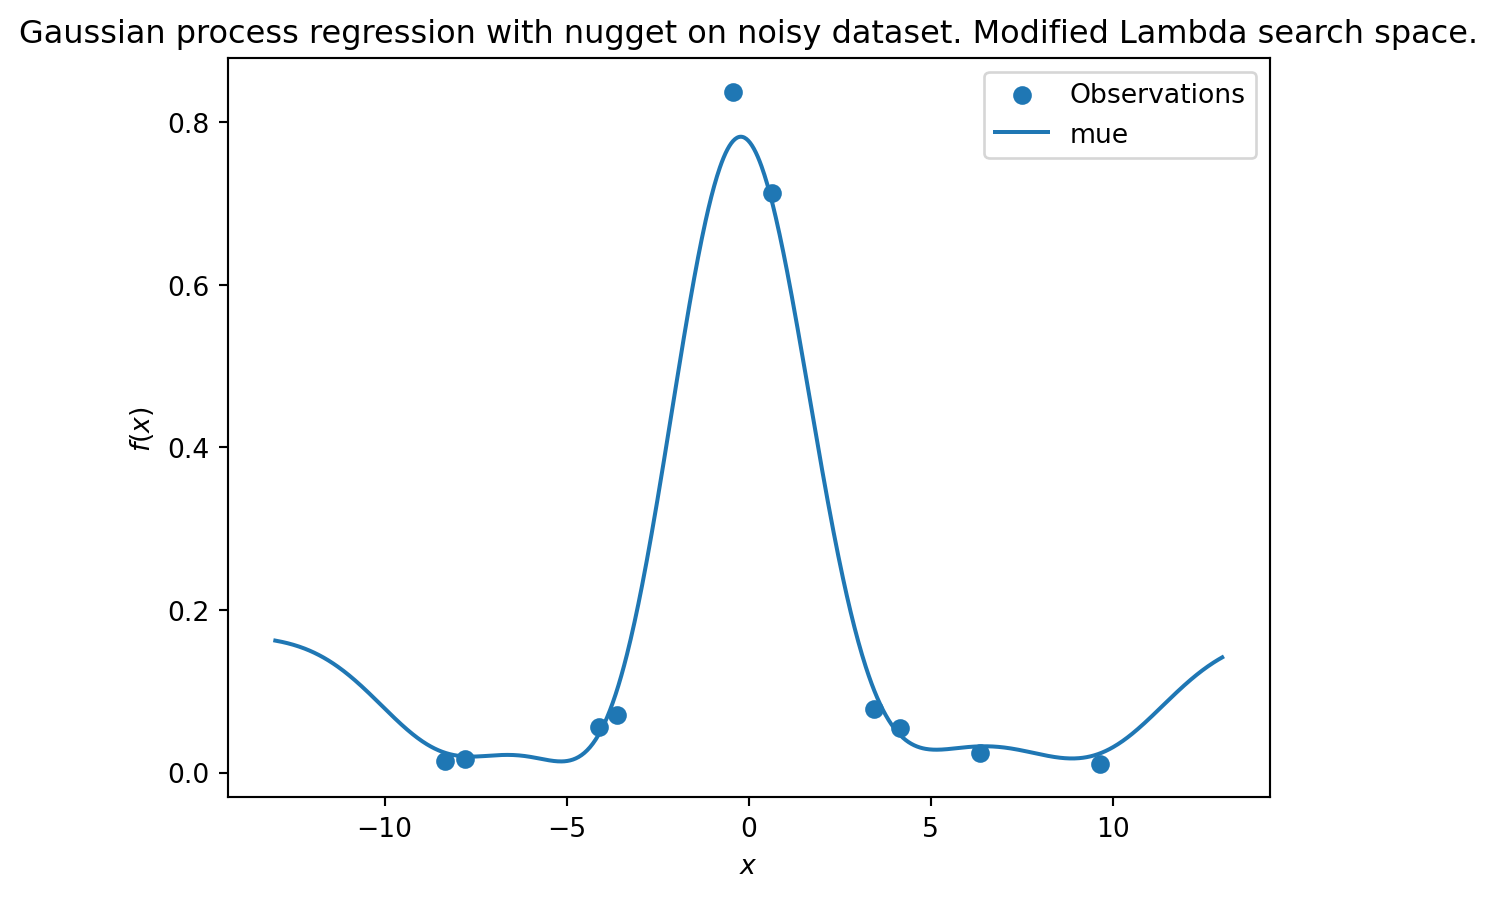 Gaussian process regression with nugget on noisy dataset. Modified Lambda search space.
Observations
mue
0.8
0.6
0.4
0.2
0.0
f(x)
−10
−5
0
5
10
x